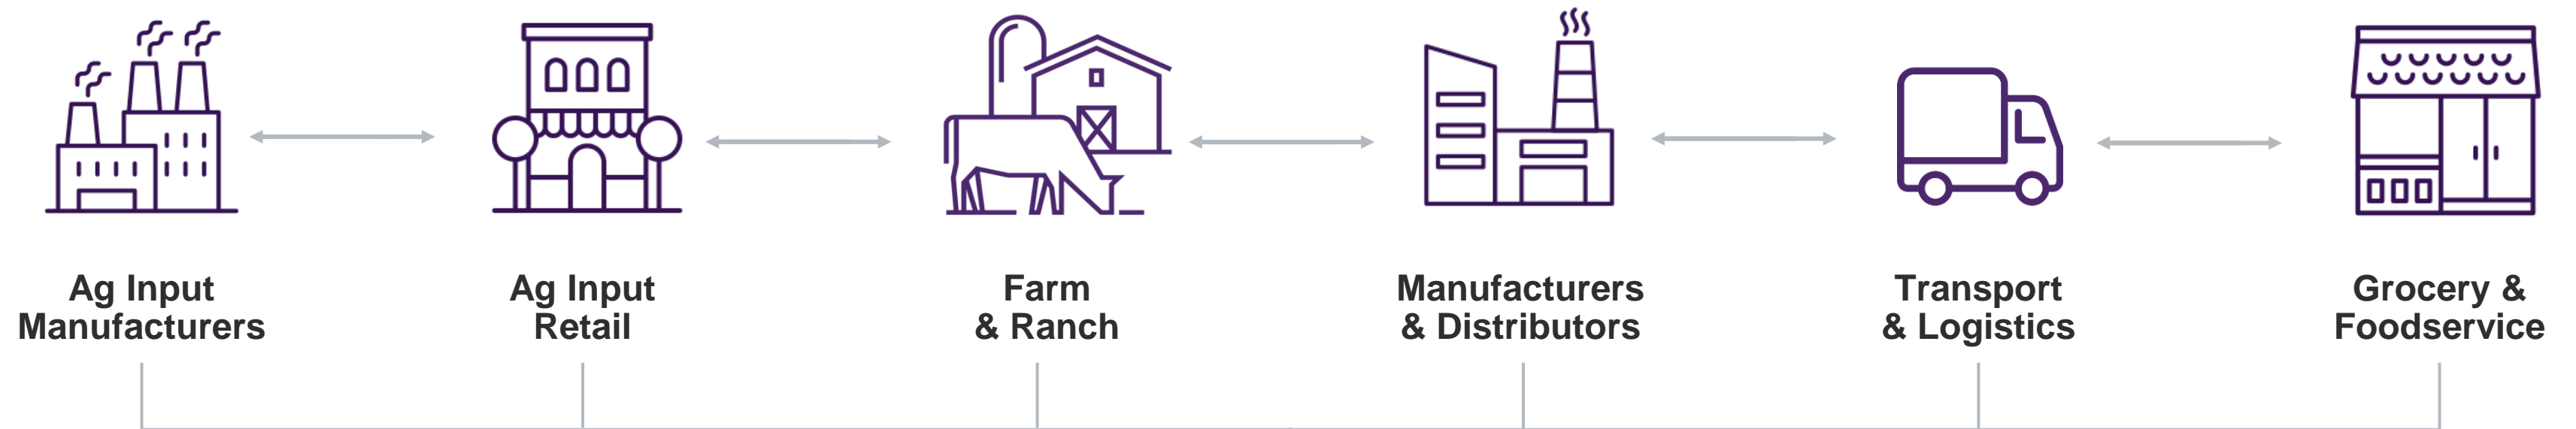 Ag Input
Manufacturers
Ag Input
Retail
Farm
& Ranch
Manufacturers
& Distributors
Transport
& Logistics
Grocery &
Foodservice